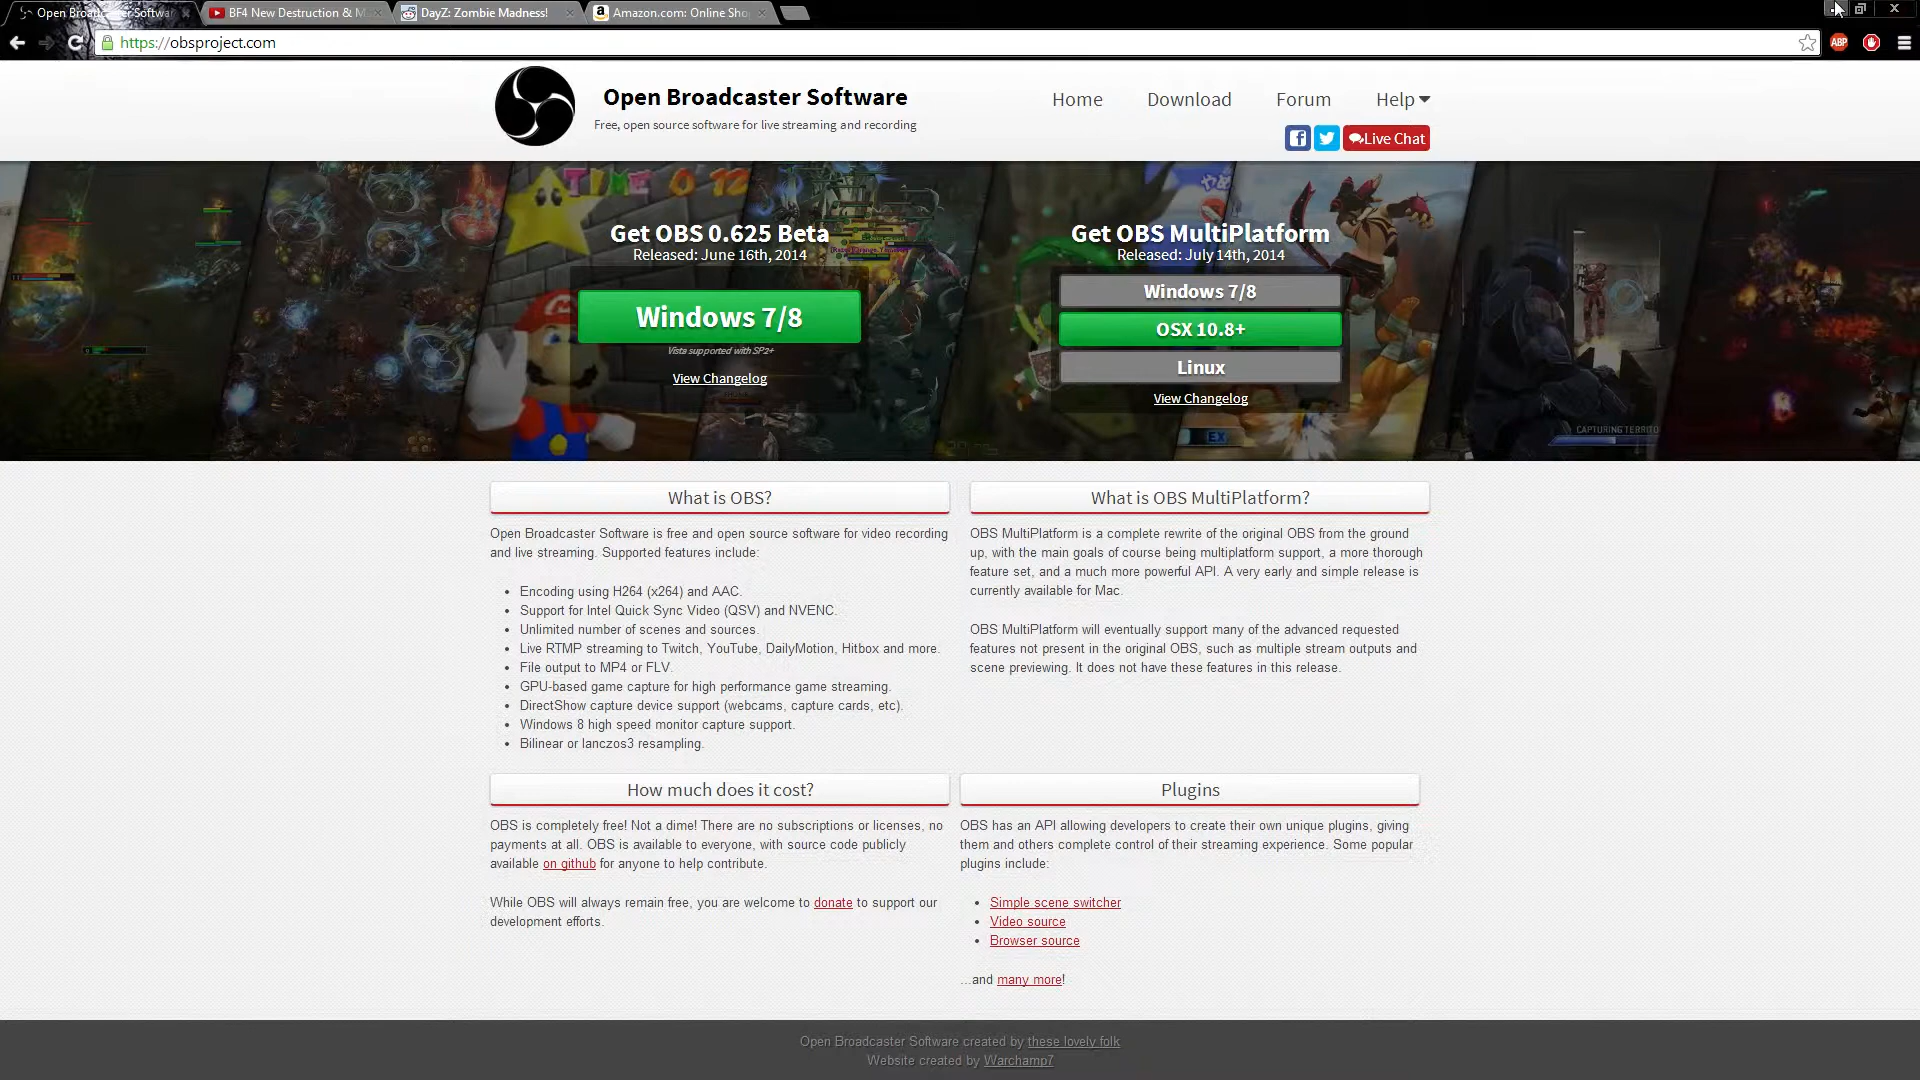 Open Broadcaster Softwa
BF4 New Destruction & M
DayZ: Zombie Madness!
Amazon.com: Online Sho
https://obsproject.com
ABP
Open Broadcaster Software
Free, open source software for live streaming and recording
Home
Download
Forum
Help
Live Chat
TIME 0 12
Get OBS 0.625 Beta
Released: June 16th, 2014
Windows 7/8
Vista supported with SP2+
View Changelog
Get OBS MultiPlatform
Released: July 14th, 2014
Windows 7/8
OSX 10.8+
Linux
View Changelog
EX
CAPTURING TERRITO
What is OBS?
Open Broadcaster Software is free and open source software for video recording
and live streaming. Supported features include:
Encoding using H264 (x264) and AAC.
Support for Intel Quick Sync Video (QSV) and NVENC.
Unlimited number of scenes and sources.
Live RTMP streaming to Twitch, YouTube, DailyMotion, Hitbox and more.
File output to MP4 or FLV.
GPU-based game capture for high performance game streaming.
DirectShow capture device support (webcams, capture cards, etc).
Windows 8 high speed monitor capture support.
Bilinear or lanczos3 resampling.
What is OBS MultiPlatform?
OBS MultiPlatform is a complete rewrite of the original OBS from the ground
up, with the main goals of course being multiplatform support, a more thorough
feature set, and a much more powerful API. A very early and simple release is
currently available for Mac.
OBS MultiPlatform will eventually support many of the advanced requested
features not present in the original OBS, such as multiple stream outputs and
scene previewing. It does not have these features in this release.
How much does it cost?
OBS is completely free! Not a dime! There are no subscriptions or licenses, no
payments at all. OBS is available to everyone, with source code publicly
available on github for anyone to help contribute.
While OBS will always remain free, you are welcome to donate to support our
development efforts.
Plugins
OBS has an API allowing developers to create their own unique plugins, giving
them and others complete control of their streaming experience. Some popular
plugins include:
Simple scene switcher
Video source
Browser source
...and many more!
Open Broadcaster Software created by these lovely folk
Website created by Warchamp7